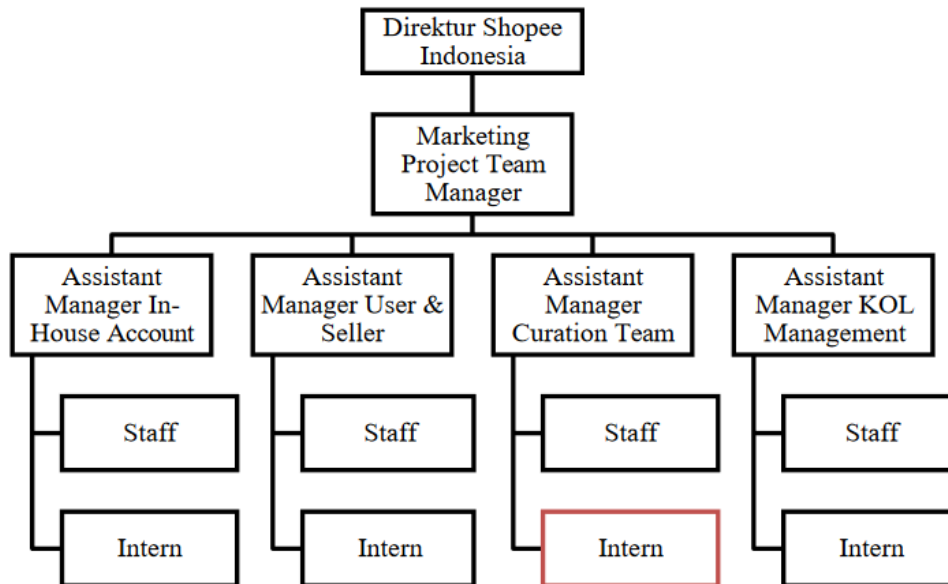 Direktur Shopee
Indonesia
Marketing
Project Team
Manager
Assistant
Manager In-
House Account
Assistant
Manager User &
Seller
Assistant
Manager
Curation Team
Assistant
Manager KOL
Management
Staff
Staff
Staff
Staff
Intern
Intern
Intern
Intern